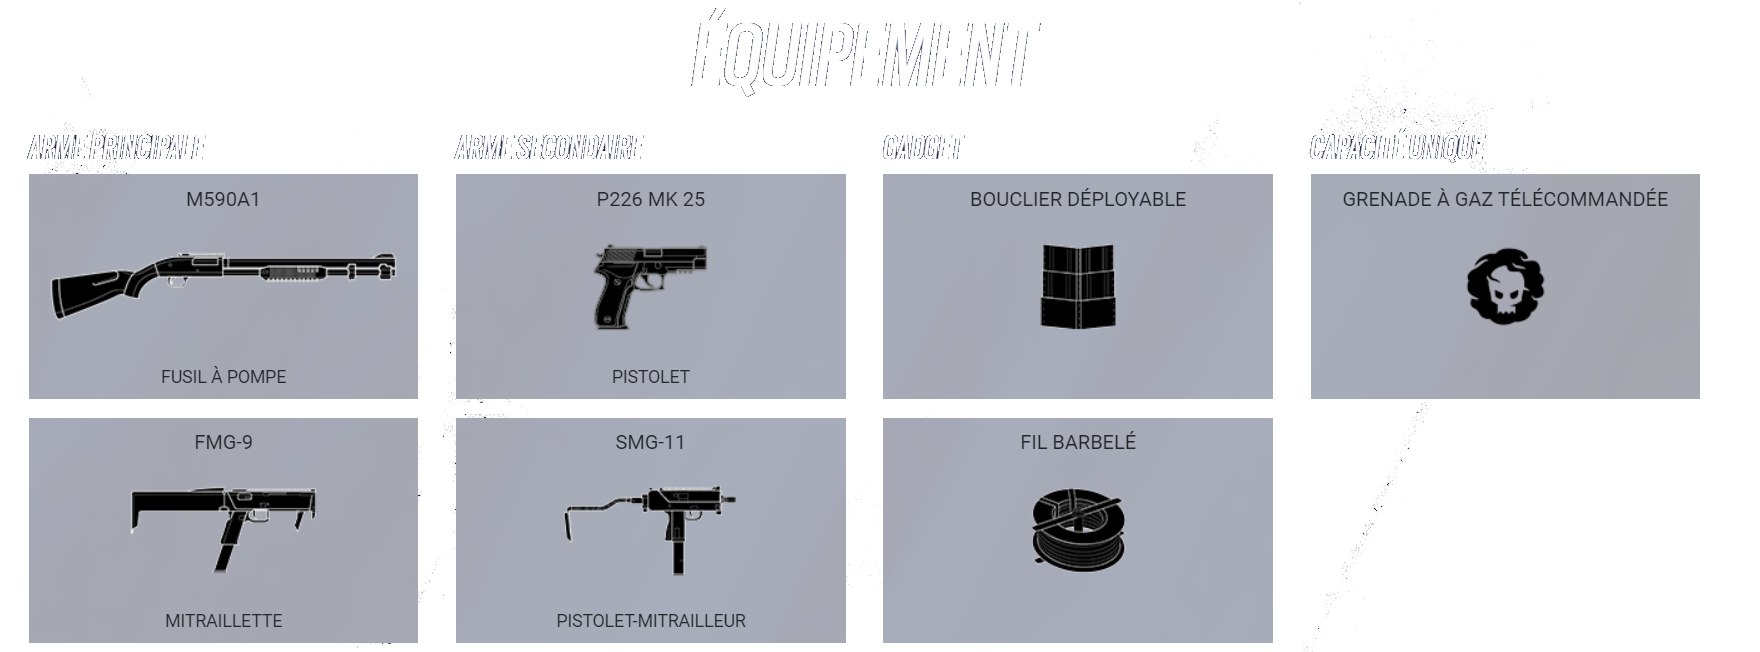 ÉQUIPEMENT
ARME PRINCIPALE
ARME SECONDAIRE
GADGET
CAPACITÉ UNIQUE
M590A1
P226 MK 25
BOUCLIER DÉPLOYABLE
GRENADE À GAZ TÉLÉCOMMANDÉE
FUSIL À POMPE
PISTOLET
FMG-9
SMG-11
FIL BARBELÉ
MITRAILLETTE
PISTOLET-MITRAILLEUR